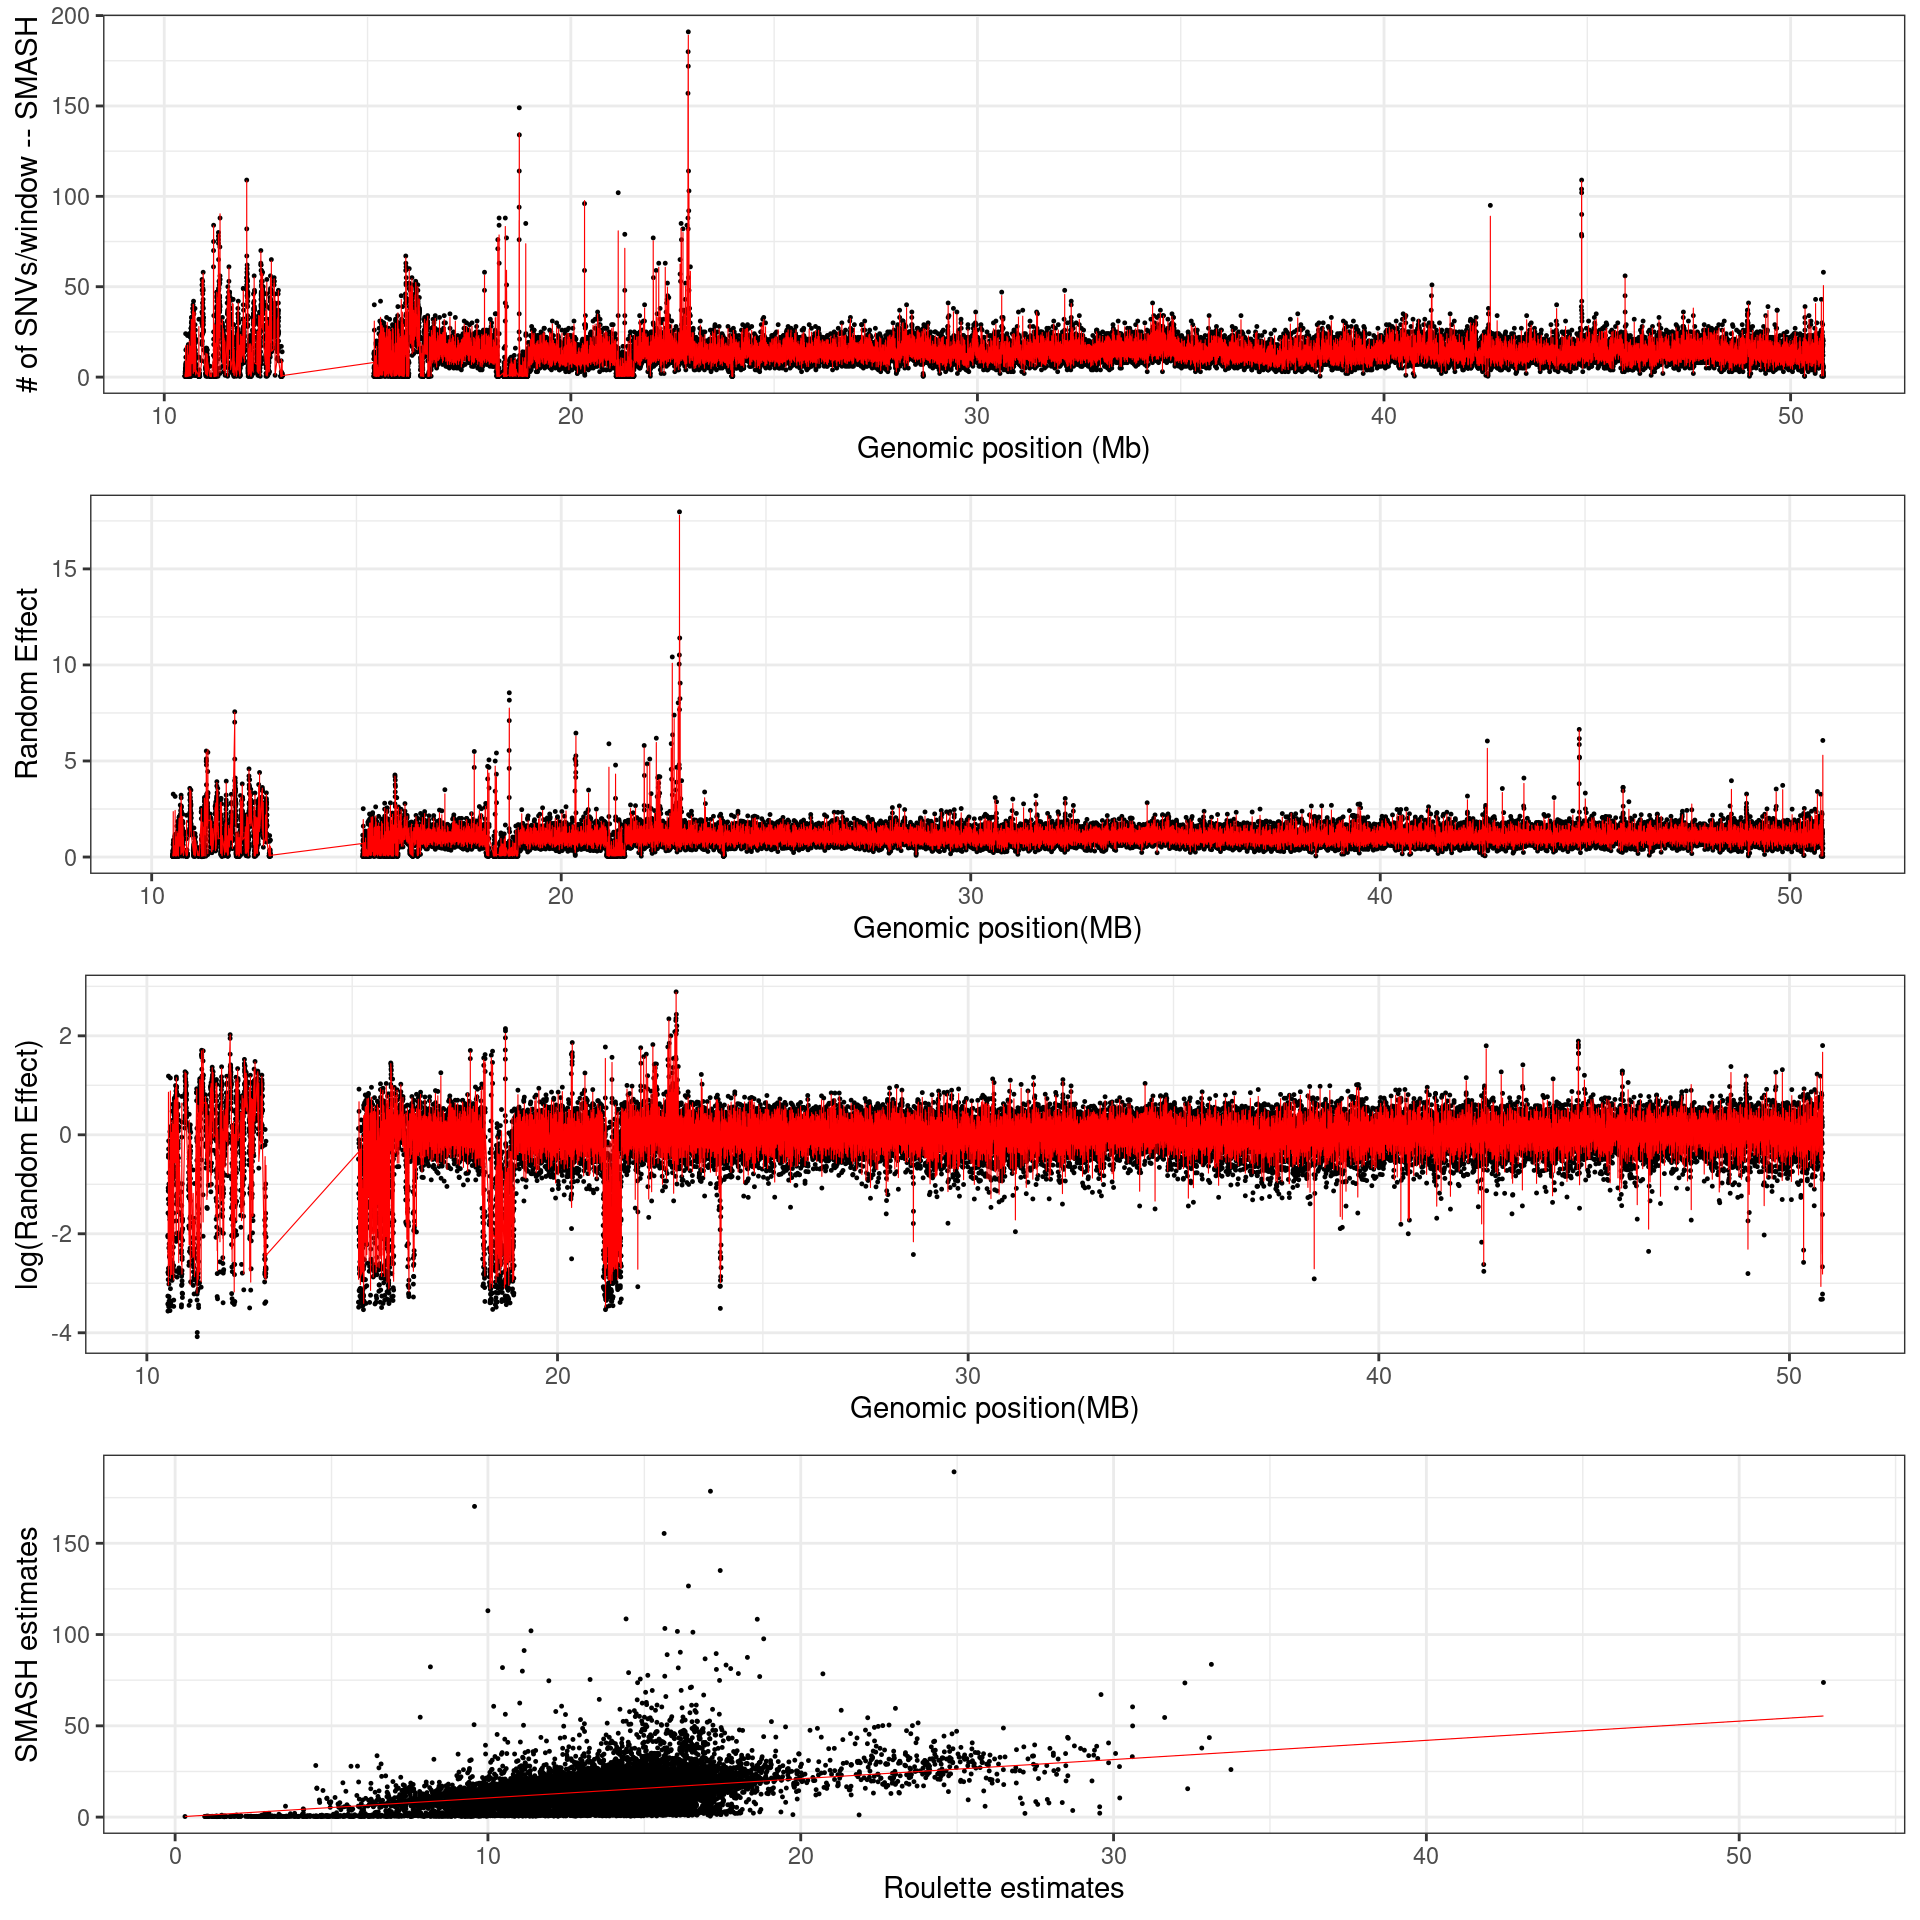 # of SNVs/window -- SMASH
200
150
100
50
0
10 20 30 40 50
Genomic position (Mb)
Random Effect
15
10
5
0
10 20 30 40 50
Genomic position(MB)
log(Random Effect)
2
0
-2
-4
10 20 30 40 50
Genomic position(MB)
SMASH estimates
150
100
50
0
0 10 20 30 40 50
Roulette estimates